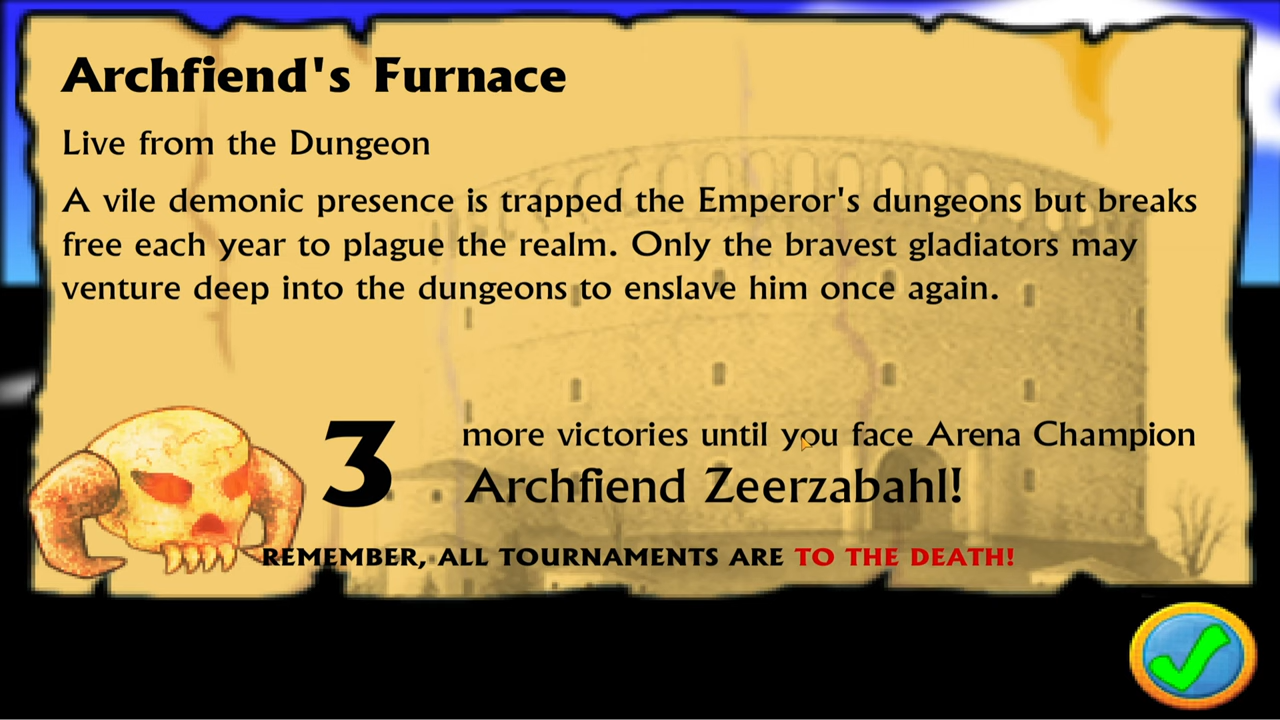 Archfiend's Furnace
Live from the Dungeon
A vile demonic presence is trapped the Emperor's dungeons but breaks
free each year to plague the realm. Only the bravest gladiators may
venture deep into the dungeons to enslave him once again.
3 more victories until you face Arena Champion
Archfiend Zeerzabahl!
REMEMBER, ALL TOURNAMENTS ARE TO THE DEATH!